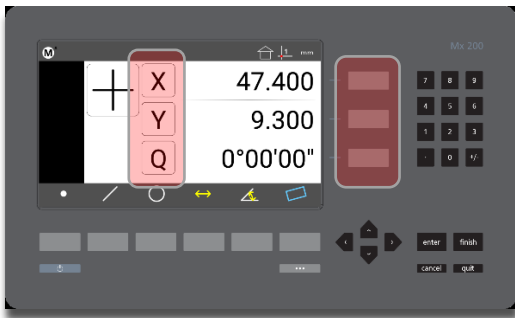 M
1 mm
Mx 200
X 47.400
Y 9.300
Q 0°00'00"
7 8 9
4 5 6
1 2 3
. 0 +/-
enter finish
cancel quit
...